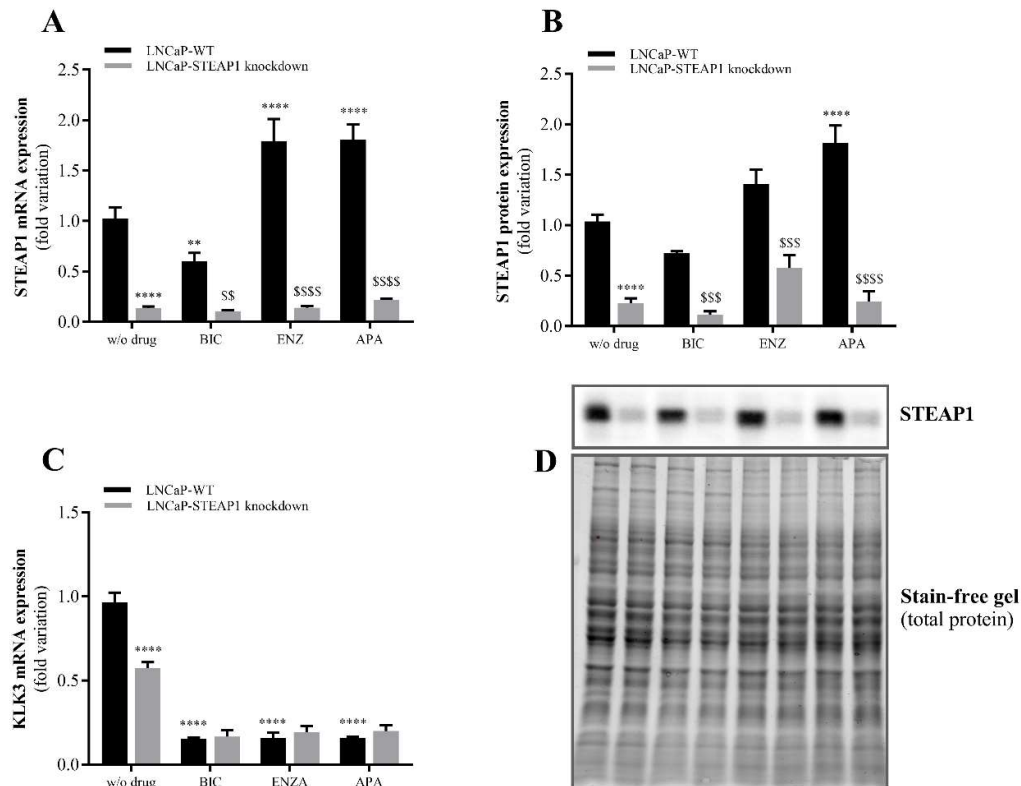 A
LNCaP-WT
LNCaP-STEAP1 knockdown
STEAP1 mRNA expression
(fold variation)
2.5
2.0
1.5
1.0
0.5
0.0
****
**
$$
****
$$$$
****
$$$$
w/o drug BIC ENZ APA
B
LNCaP-WT
LNCaP-STEAP1 knockdown
STEAP1 protein expression
(fold variation)
2.5
2.0
1.5
1.0
0.5
0.0
****
$$$
$$$
****
$$$$
w/o drug BIC ENZ APA
STEAP1
C
LNCaP-WT
LNCaP-STEAP1 knockdown
KLK3 mRNA expression
(fold variation)
1.5
1.0
0.5
0.0
****
****
****
****
w/o drug BIC ENZA APA
D
Stain-free gel
(total protein)